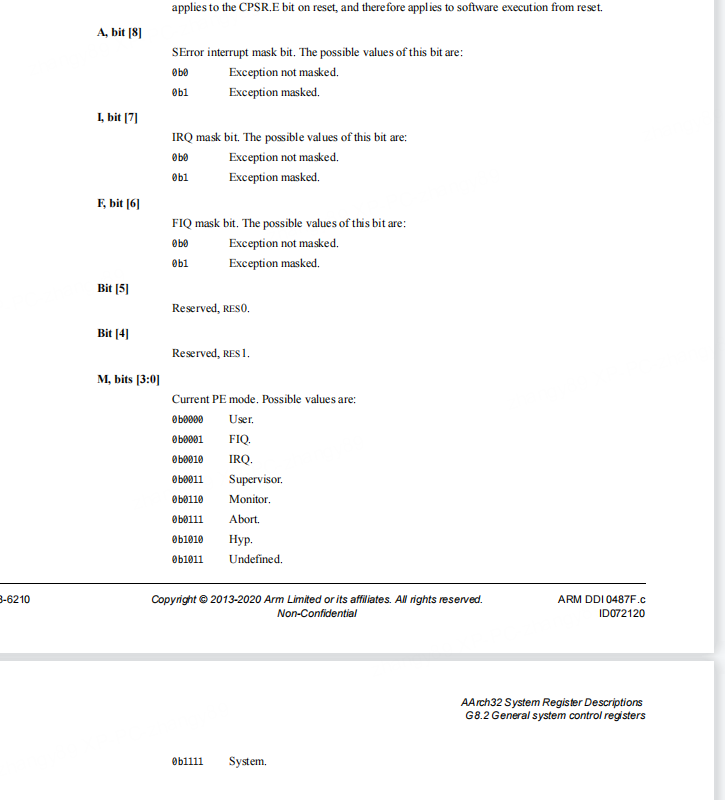 applies to the CPSR.E bit on reset, and therefore applies to software execution from reset.
A, bit [8]
SError interrupt mask bit. The possible values of this bit are:
0b0 Exception not masked.
0b1 Exception masked.
I, bit [7]
IRQ mask bit. The possible values of this bit are:
0b0 Exception not masked.
0b1 Exception masked.
F, bit [6]
FIQ mask bit. The possible values of this bit are:
0b0 Exception not masked.
0b1 Exception masked.
Bit [5]
Reserved, RES0.
Bit [4]
Reserved, RES1.
M, bits [3:0]
Current PE mode. Possible values are:
0b0000 User.
0b0001 FIQ.
0b0010 IRQ.
0b0011 Supervisor.
0b0110 Monitor.
0b0111 Abort.
0b1010 Hyp.
0b1011 Undefined.
8-6210 Copyright © 2013-2020 Arm Limited or its affiliates. All rights reserved. ARM DDI 0487F.c
Non-Confidential ID072120
AArch32 System Register Descriptions
G8.2 General system control registers
0b1111 System.